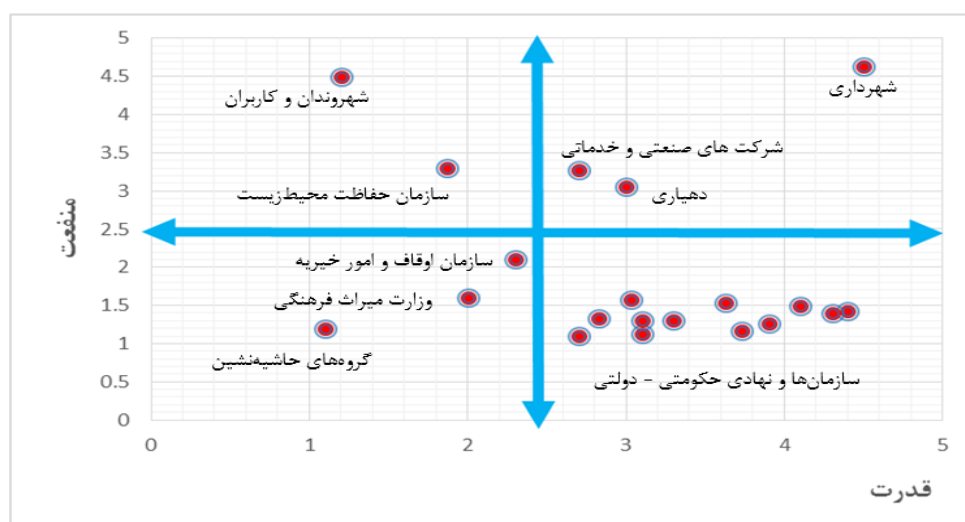 5
4.5
4
3.5
3
2.5
2
1.5
1
0.5
0
0 1 2 3 4 5
منفعت
قدرت
شهروندان و کاربران
شهرداری
شرکت های صنعتی و خدماتی
سازمان حفاظت محیط‌زیست
دهیاری
سازمان اوقاف و امور خیریه
وزارت میراث فرهنگی
گروه‌های حاشیه‌نشین
سازمان‌ها و نهادی حکومتی - دولتی